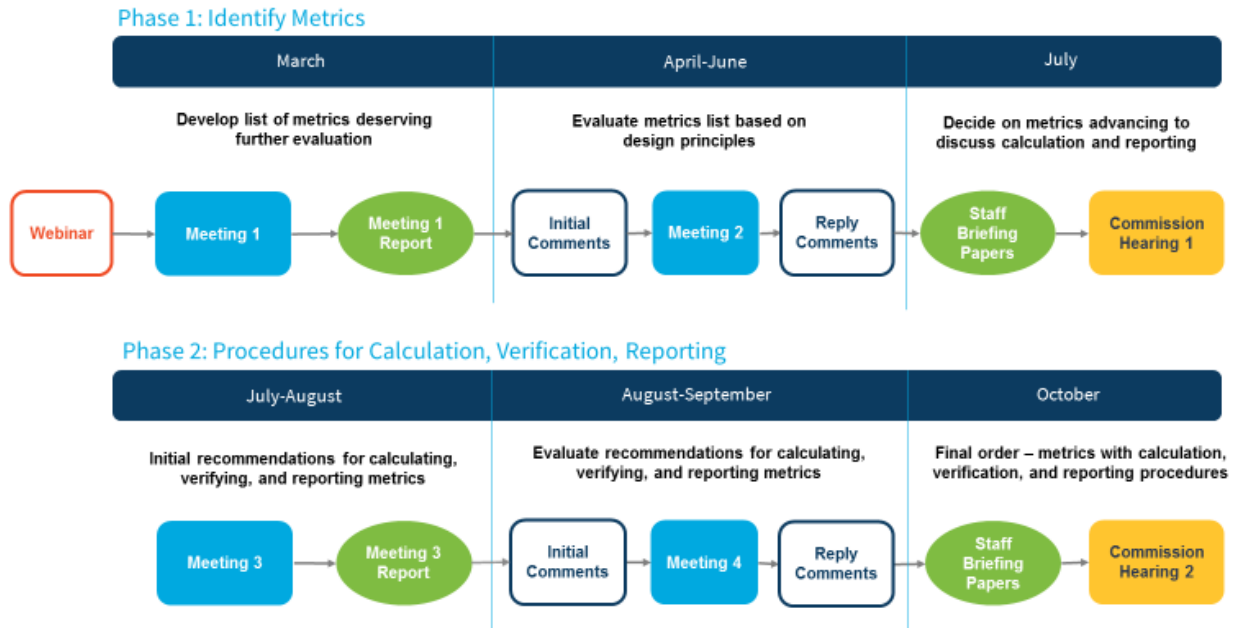 Phase 1: Identify Metrics
March
April-June
July
Develop list of metrics deserving
further evaluation
Evaluate metrics list based on
design principles
Decide on metrics advancing to
discuss calculation and reporting
Webinar
Meeting 1
Meeting 1
Report
Initial
Comments
Meeting 2
Reply
Comments
Staff
Briefing
Papers
Commission
Hearing 1
Phase 2: Procedures for Calculation, Verification, Reporting
July-August
August-September
October
Initial recommendations for calculating,
verifying, and reporting metrics
Evaluate recommendations for calculating,
verifying, and reporting metrics
Final order – metrics with calculation,
verification, and reporting procedures
Meeting 3
Meeting 3
Report
Initial
Comments
Meeting 4
Reply
Comments
Staff
Briefing
Papers
Commission
Hearing 2